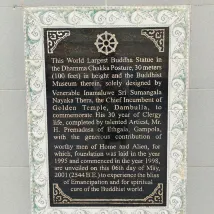 This World Largest Buddha Statue in
the Dhamma Chakka Posture, 30 meters
(100 feet) in height and the Buddhist
Museum therein, solely designed by
Venerable Inamaluwe Sri Sumangala
Nayaka Thera, the Chief Incumbent of
Golden Temple, Dambulla, to
commemorate His 30 year of Clergy
life, completed by talented Artist, Mr.
H. Premadasa of Ehgala, Gampola,
with the generous contribution of
worthy men of Home and Alien, for
which, foundation was laid in the year
1995 and commenced in the year 1998,
are unveiled on this 06th day of May,
2001 (2544 B.E.) to experience the bliss
of Emancipation and for spiritual
cure of the Buddhist world.